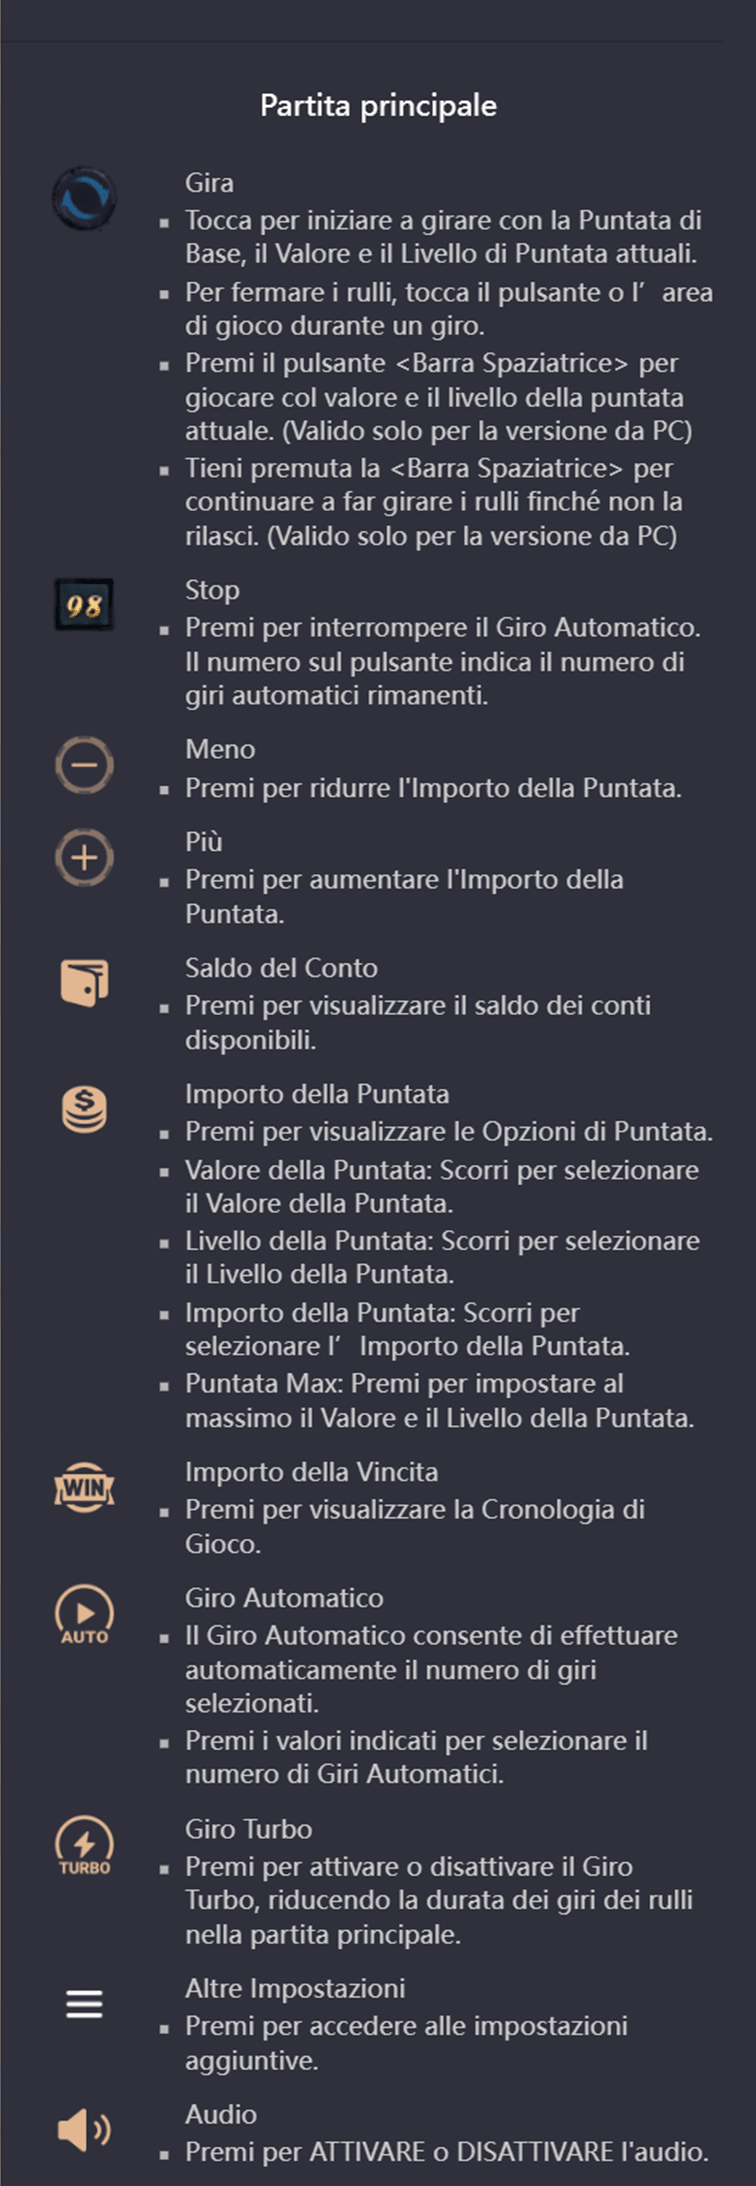 Partita principale
Gira
▪ Tocca per iniziare a girare con la Puntata di
Base, il Valore e il Livello di Puntata attuali.
▪ Per fermare i rulli, tocca il pulsante o l’ area
di gioco durante un giro.
▪ Premi il pulsante <Barra Spaziatrice> per
giocare col valore e il livello della puntata
attuale. (Valido solo per la versione da PC)
▪ Tieni premuta la <Barra Spaziatrice> per
continuare a far girare i rulli finché non la
rilasci. (Valido solo per la versione da PC)
98
Stop
▪ Premi per interrompere il Giro Automatico.
Il numero sul pulsante indica il numero di
giri automatici rimanenti.
Meno
▪ Premi per ridurre l'Importo della Puntata.
Più
▪ Premi per aumentare l'Importo della
Puntata.
Saldo del Conto
▪ Premi per visualizzare il saldo dei conti
disponibili.
$
Importo della Puntata
▪ Premi per visualizzare le Opzioni di Puntata.
▪ Valore della Puntata: Scorri per selezionare
il Valore della Puntata.
▪ Livello della Puntata: Scorri per selezionare
il Livello della Puntata.
▪ Importo della Puntata: Scorri per
selezionare l’ Importo della Puntata.
▪ Puntata Max: Premi per impostare al
massimo il Valore e il Livello della Puntata.
WIN
Importo della Vincita
▪ Premi per visualizzare la Cronologia di
Gioco.
AUTO
Giro Automatico
▪ Il Giro Automatico consente di effettuare
automaticamente il numero di giri
selezionati.
▪ Premi i valori indicati per selezionare il
numero di Giri Automatici.
TURBO
Giro Turbo
▪ Premi per attivare o disattivare il Giro
Turbo, riducendo la durata dei giri dei rulli
nella partita principale.
Altre Impostazioni
▪ Premi per accedere alle impostazioni
aggiuntive.
Audio
▪ Premi per ATTIVARE o DISATTIVARE l'audio.